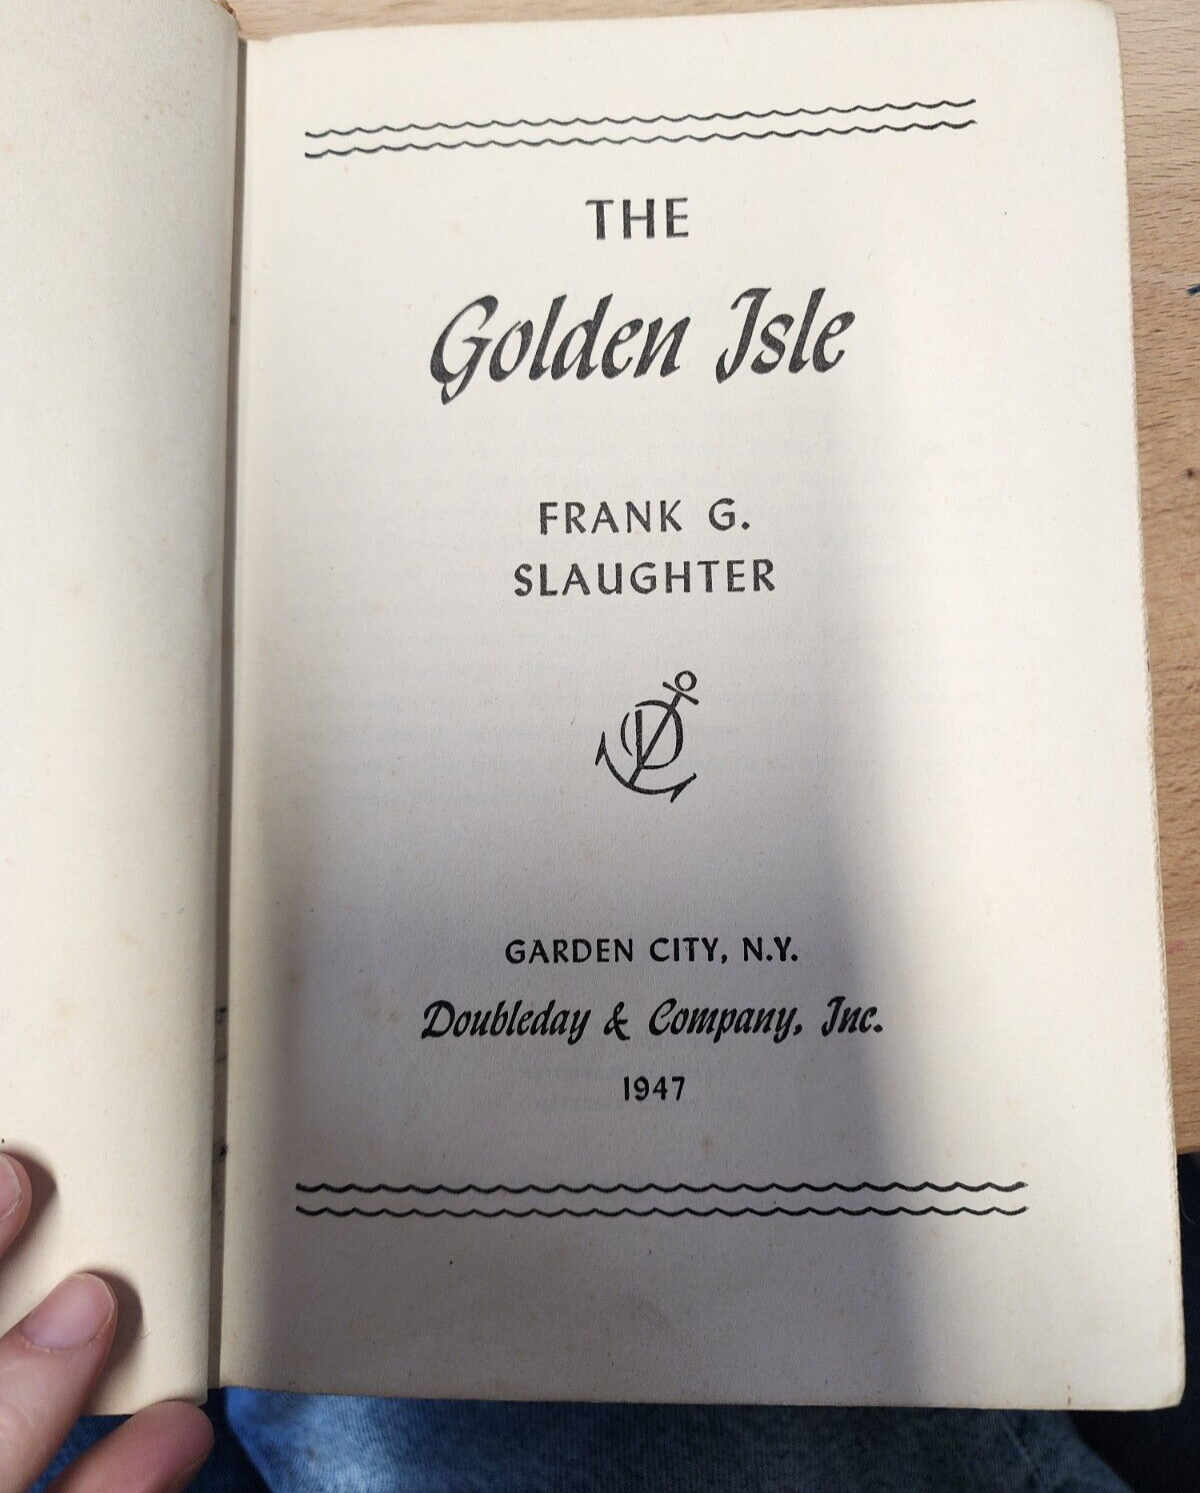 THE
Golden Isle
FRANK G.
SLAUGHTER
D
GARDEN CITY, N.Y.
Doubleday & Company, Inc.
1947